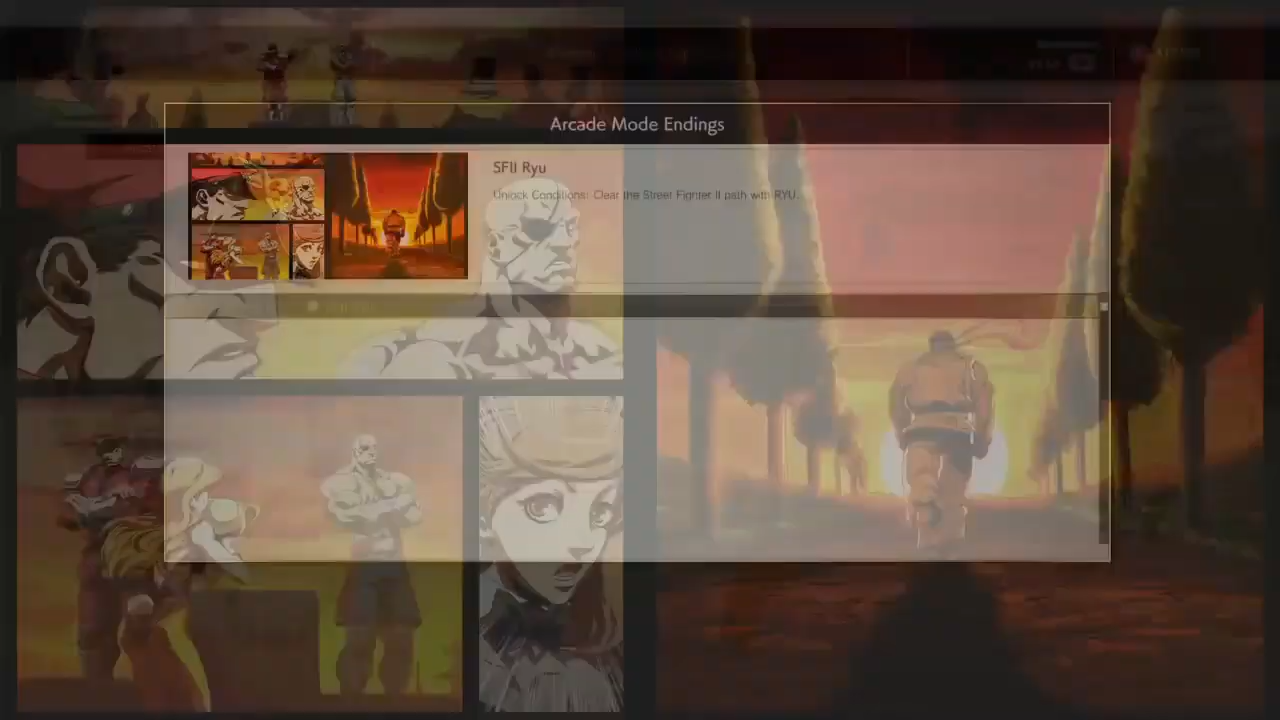 Arcade Mode Endings
SFII Ryu
Unlock Conditions: Clear the Street Fighter II path with RYU.